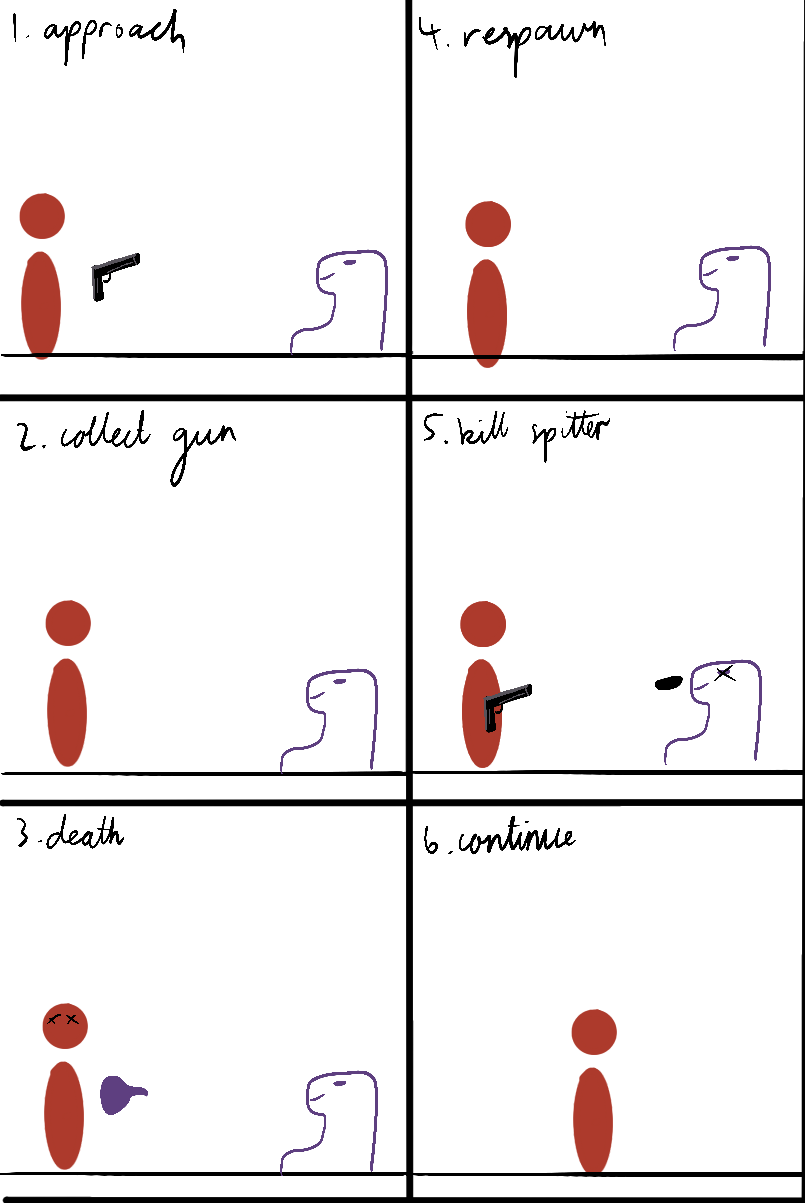 1. approach
2. collect gun
3. death
4. respawn
5. kill spitter
6. continue